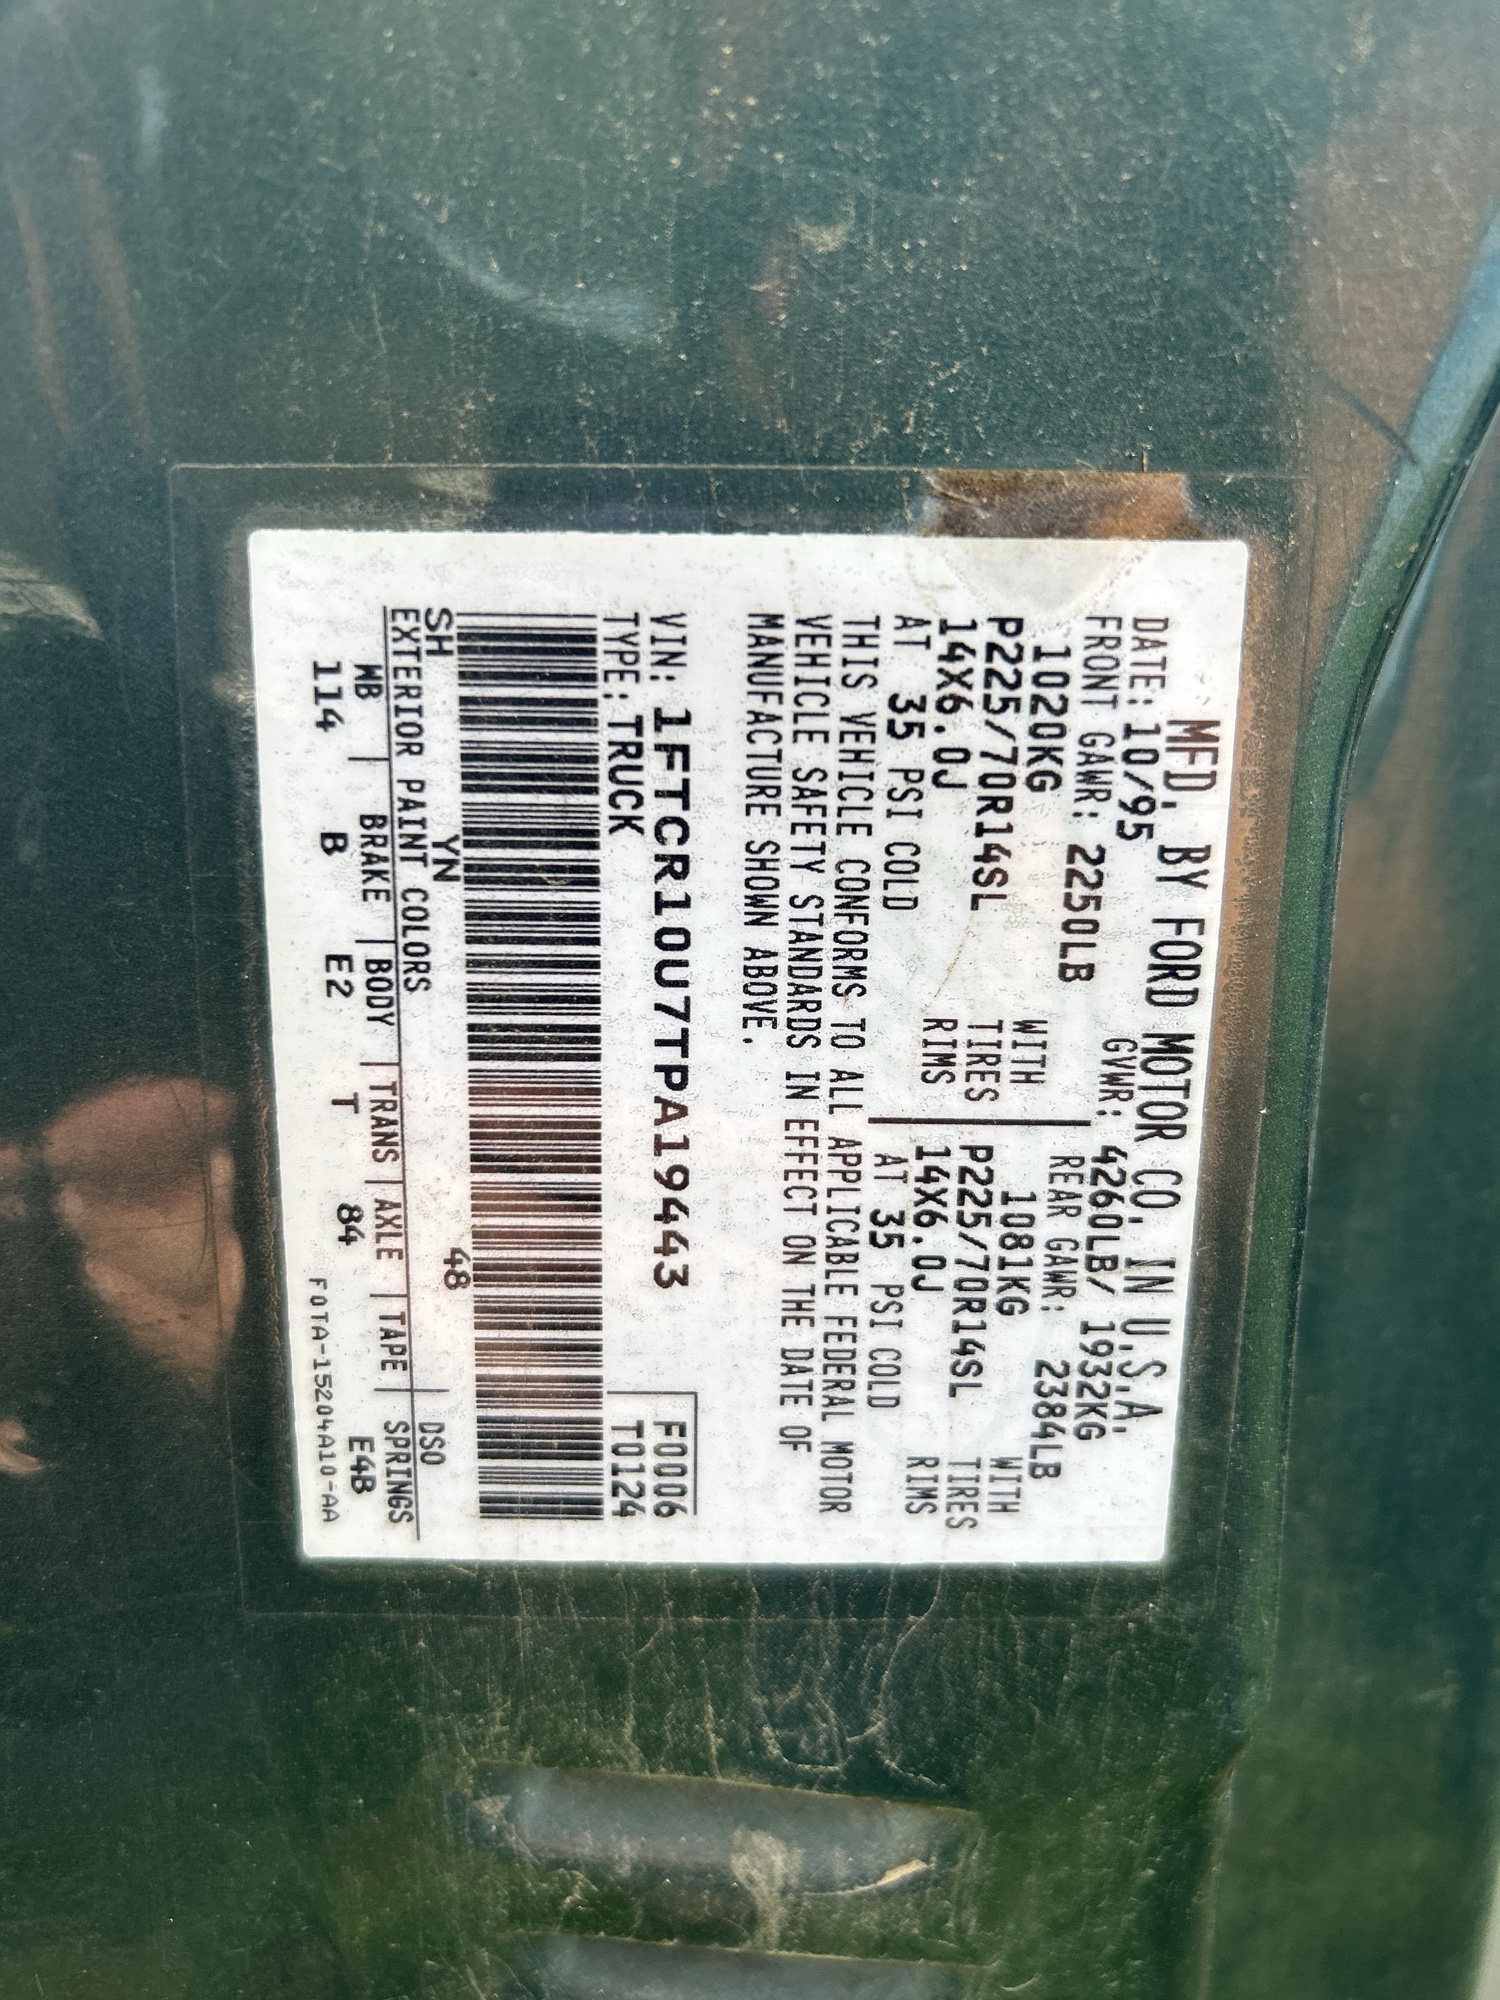 MFD. BY FORD MOTOR CO. IN U.S.A.
DATE: 10/95 GVWR: 4260LB/ 1932KG
FRONT GAWR: 2250LB REAR GAWR: 2384LB
1020KG WITH 1081KG WITH
P225/70R14SL TIRES P225/70R14SL TIRES
14X6.0J RIMS 14X6.0J RIMS
AT 35 PSI COLD AT 35 PSI COLD
THIS VEHICLE CONFORMS TO ALL APPLICABLE FEDERAL MOTOR
VEHICLE SAFETY STANDARDS IN EFFECT ON THE DATE OF
MANUFACTURE SHOWN ABOVE.
VIN: 1FTCR10U7TPA19443 F0006
TYPE: TRUCK T0124
SH YN 48
EXTERIOR PAINT COLORS DSO
WB | BRAKE | BODY | TRANS | AXLE | TAPE | SPRINGS
114 B E2 T 84 E4B
F0TA-15204A10-AA